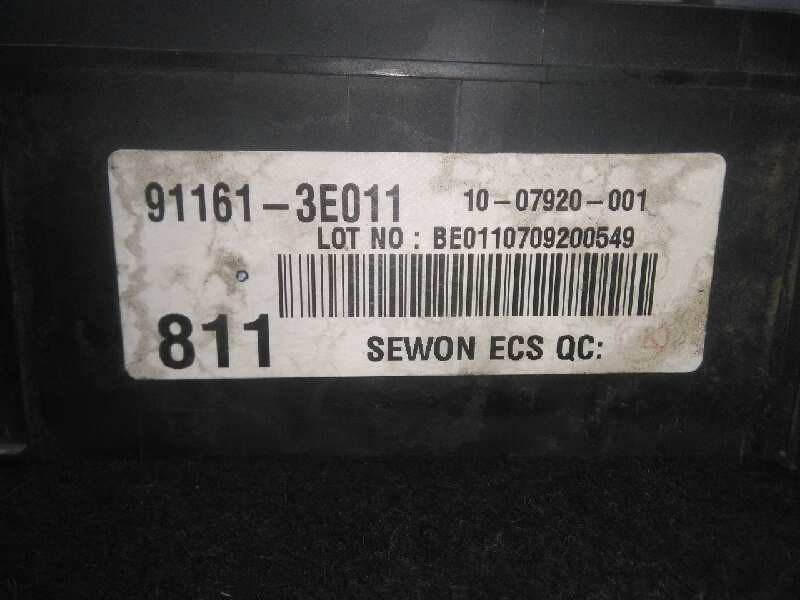 91161-3E011 10-07920-001
LOT NO : BE0110709200549
811 SEWON ECS QC: